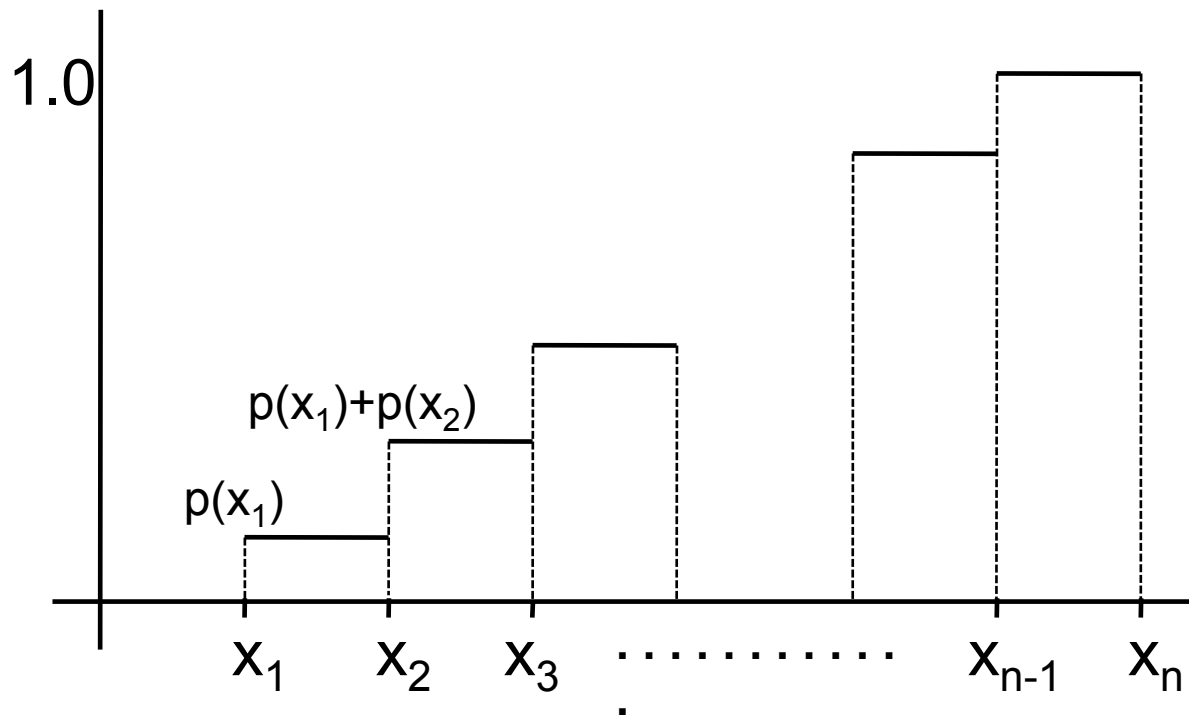 1.0
p(x₁)+p(x₂)
p(x₁)
x₁ x₂ x₃ . . . . . . . . . . . xₙ₋₁ xₙ
.